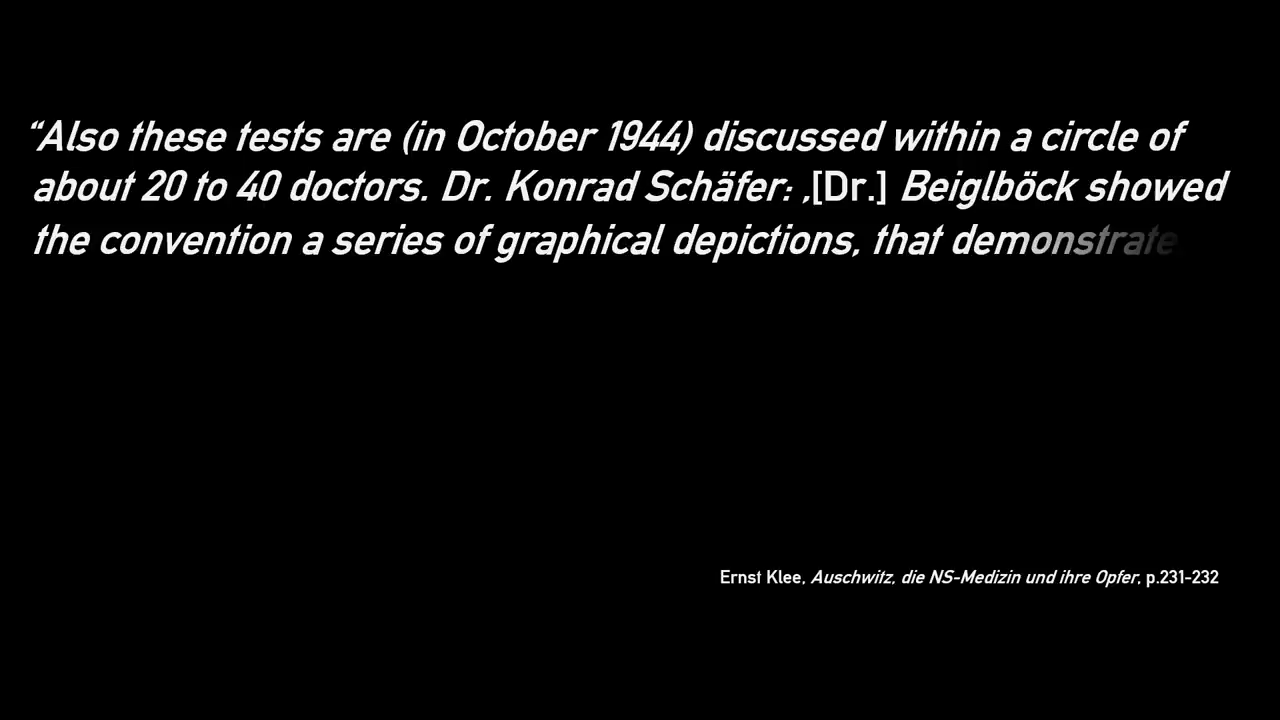 “Also these tests are (in October 1944) discussed within a circle of
about 20 to 40 doctors. Dr. Konrad Schäfer: ‚[Dr.] Beiglböck showed
the convention a series of graphical depictions, that demonstrate
Ernst Klee, Auschwitz, die NS-Medizin und ihre Opfer, p.231-232